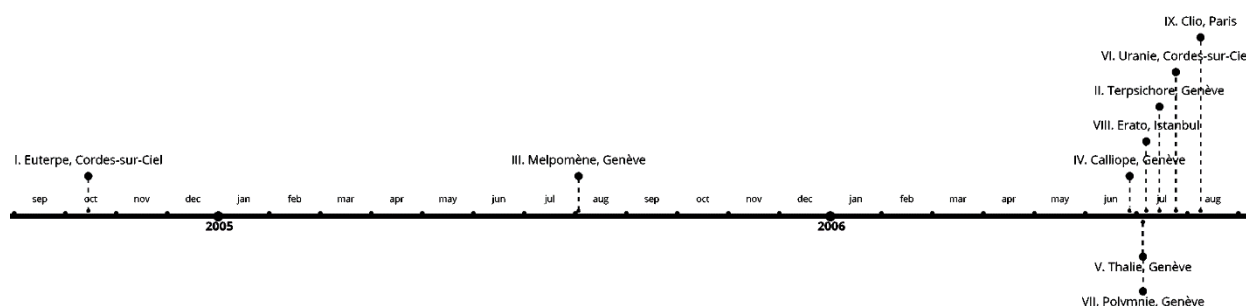 IX. Clio, Paris
VI. Uranie, Cordes-sur-Cie
II. Terpsichore, Genève
VIII. Erato, Istanbul
I. Euterpe, Cordes-sur-Ciel
III. Melpomène, Genève
IV. Calliope, Genève
sep oct nov dec jan feb mar apr may jun jul aug sep oct nov dec jan feb mar apr may jun jul aug
2005 2006
V. Thalie, Genève
VII. Polymnie, Genève